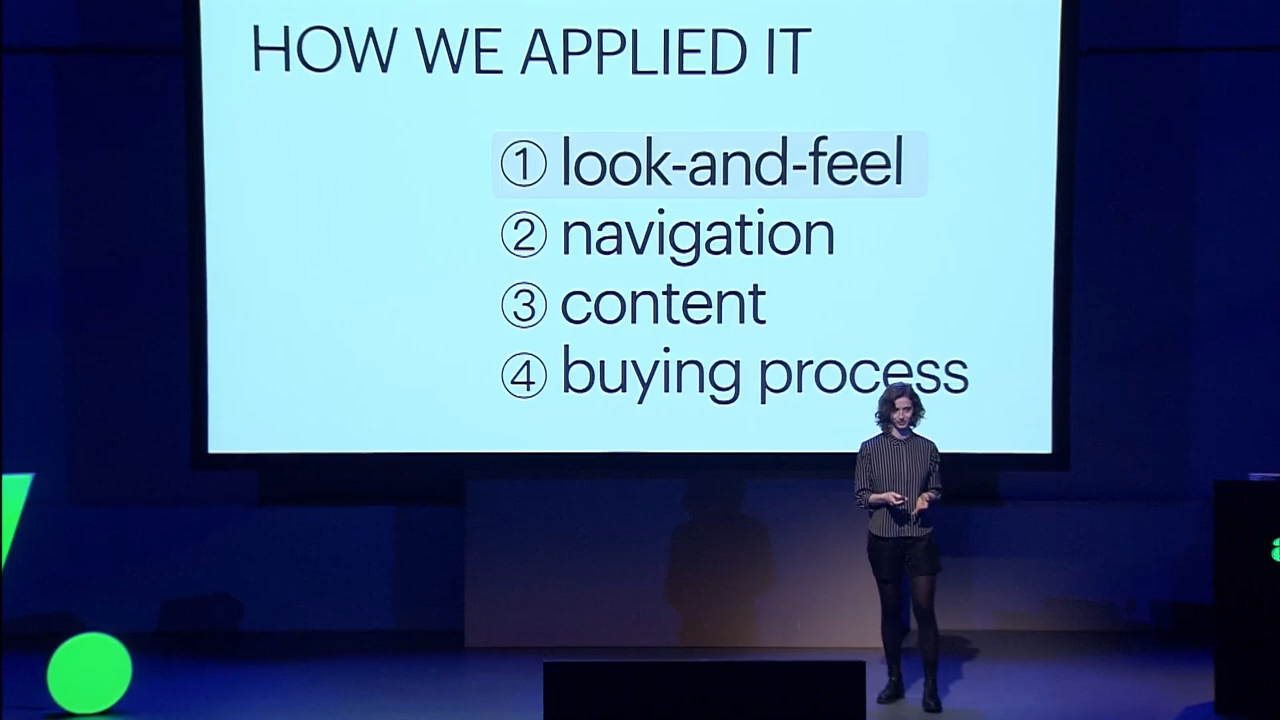 HOW WE APPLIED IT
① look-and-feel
② navigation
③ content
④ buying process